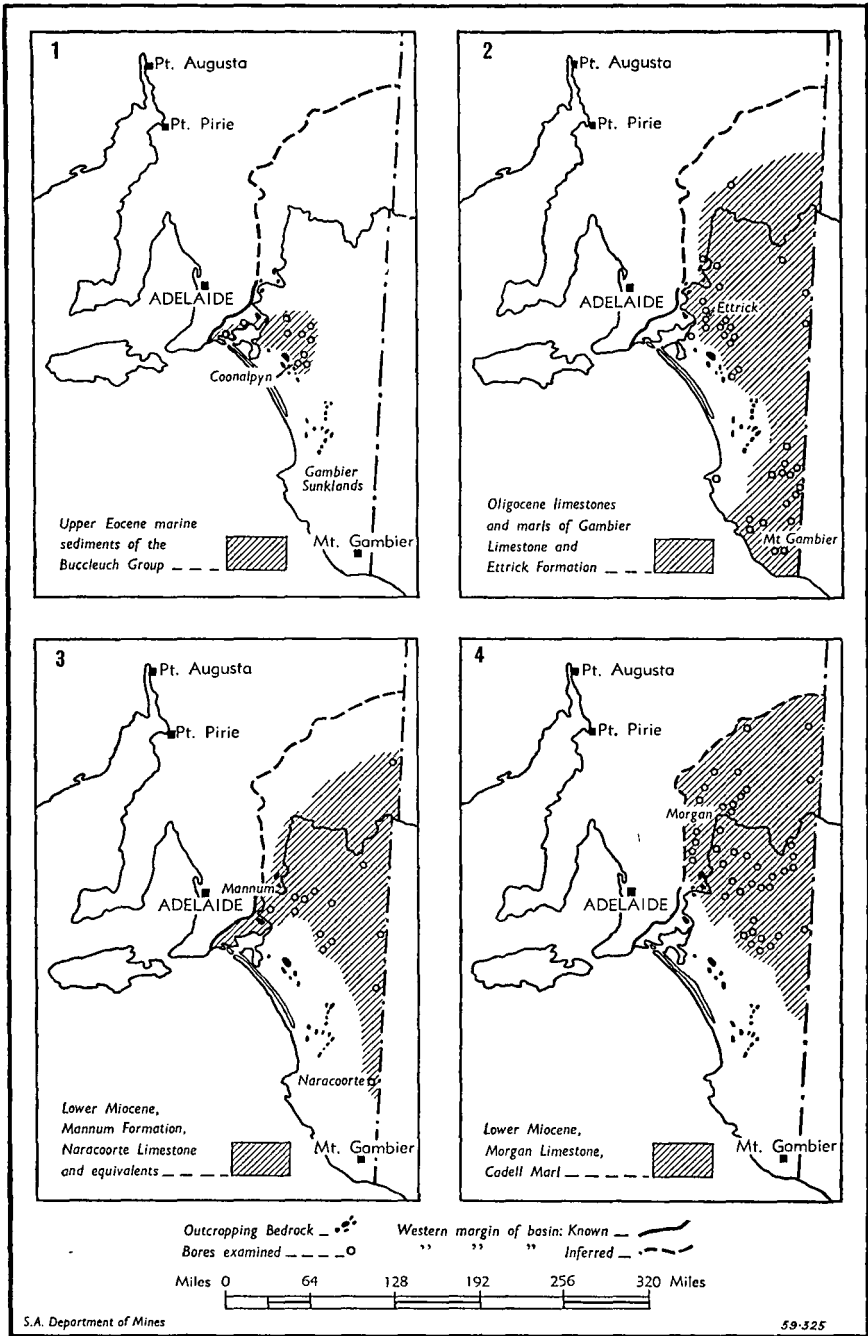 1
Pt. Augusta
Pt. Pirie
ADELAIDE
Coonalpyn
Gambier
Sunklands
Mt. Gambier
Upper Eocene marine
sediments of the
Buccleuch Group
2
Pt. Augusta
Pt. Pirie
ADELAIDE
Ettrick
Mt Gambier
Oligocene limestones
and marls of Gambier
Limestone and
Ettrick Formation
3
Pt. Augusta
Pt. Pirie
Mannum
ADELAIDE
Naracoorte
Mt. Gambier
Lower Miocene,
Mannum Formation,
Naracoorte Limestone
and equivalents
4
Pt. Augusta
Pt. Pirie
Morgan
ADELAIDE
Mt. Gambier
Lower Miocene,
Morgan Limestone,
Cadell Marl
Outcropping Bedrock Western margin of basin: Known
Bores examined ,, ,, ,, Inferred
Miles 0 64 128 192 256 320 Miles
S.A. Department of Mines 59-325